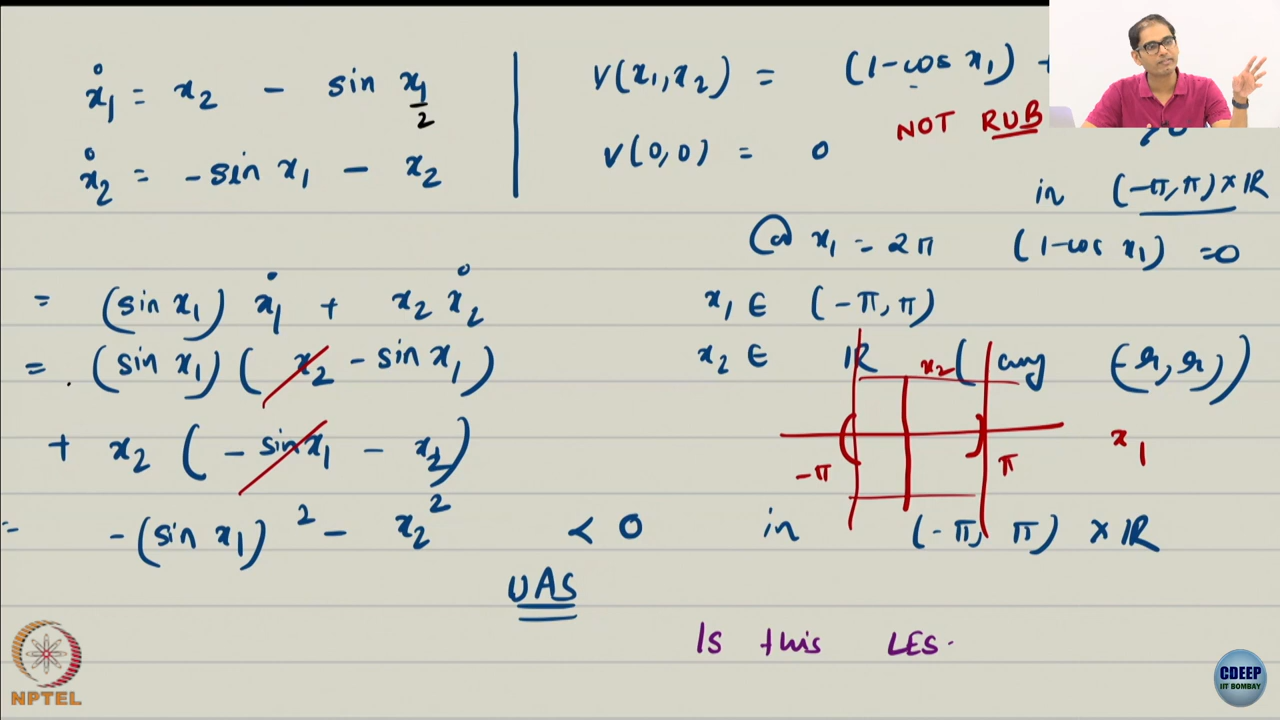 ẋ₁ = x₂ - sin x₁/2
ẋ₂ = -sin x₁ - x₂
V(x₁,x₂) = (1-cos x₁) +
NOT RUB
V(0,0) = 0
in (-π,π) × ℝ
@ x₁ = 2π (1-cos x₁) = 0
= (sin x₁) ẋ₁ + x₂ ẋ₂
x₁ ∈ (-π, π)
= (sin x₁) (x₂ - sin x₁)
x₂ ∈ ℝ (any (-r, r))
x₂
+ x₂ (- sin x₁ - x₂)
x₁
-π π
= -(sin x₁)² - x₂² < 0 in (-π, π) × ℝ
UAS
Is this LES.
NPTEL
CDEEP
IIT BOMBAY